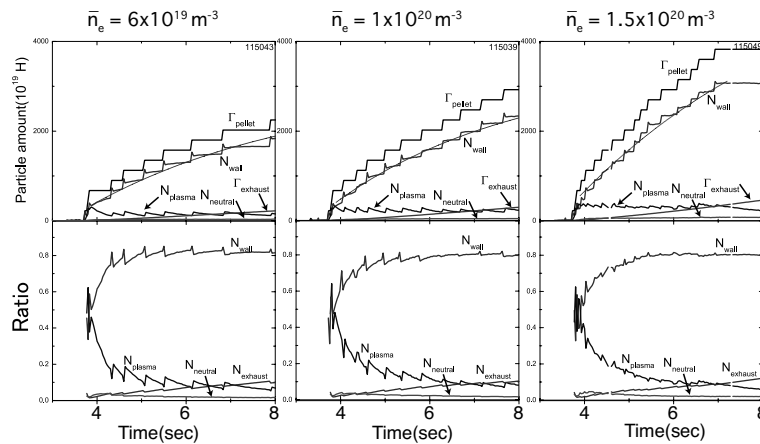 n̅e = 6x10¹⁹ m⁻³
n̅e = 1x10²⁰ m⁻³
n̅e = 1.5x10²⁰ m⁻³
4000
115043
115039
115049
Particle amount(10¹⁹ H)
Γpellet
Γpellet
Γpellet
2000
Nwall
Nwall
Nwall
Nplasma
Nneutral
Γexhaust
Nplasma
Nneutral
Γexhaust
Nplasma
Nneutral
Γexhaust
0
Ratio
0.8
Nwall
Nwall
Nwall
0.6
0.4
0.2
Nplasma
Nneutral
Nexhaust
Nplasma
Nneutral
Nexhaust
Nplasma
Nneutral
Nexhaust
0.0
4 6 8
4 6 8
4 6 8
Time(sec)
Time(sec)
Time(sec)